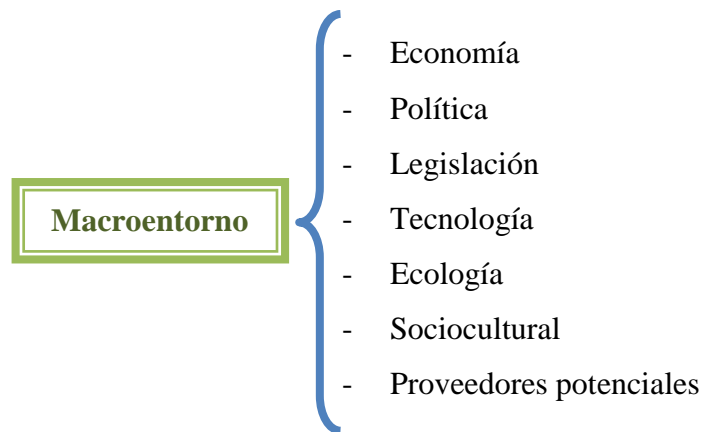 Macroentorno
- Economía
- Política
- Legislación
- Tecnología
- Ecología
- Sociocultural
- Proveedores potenciales